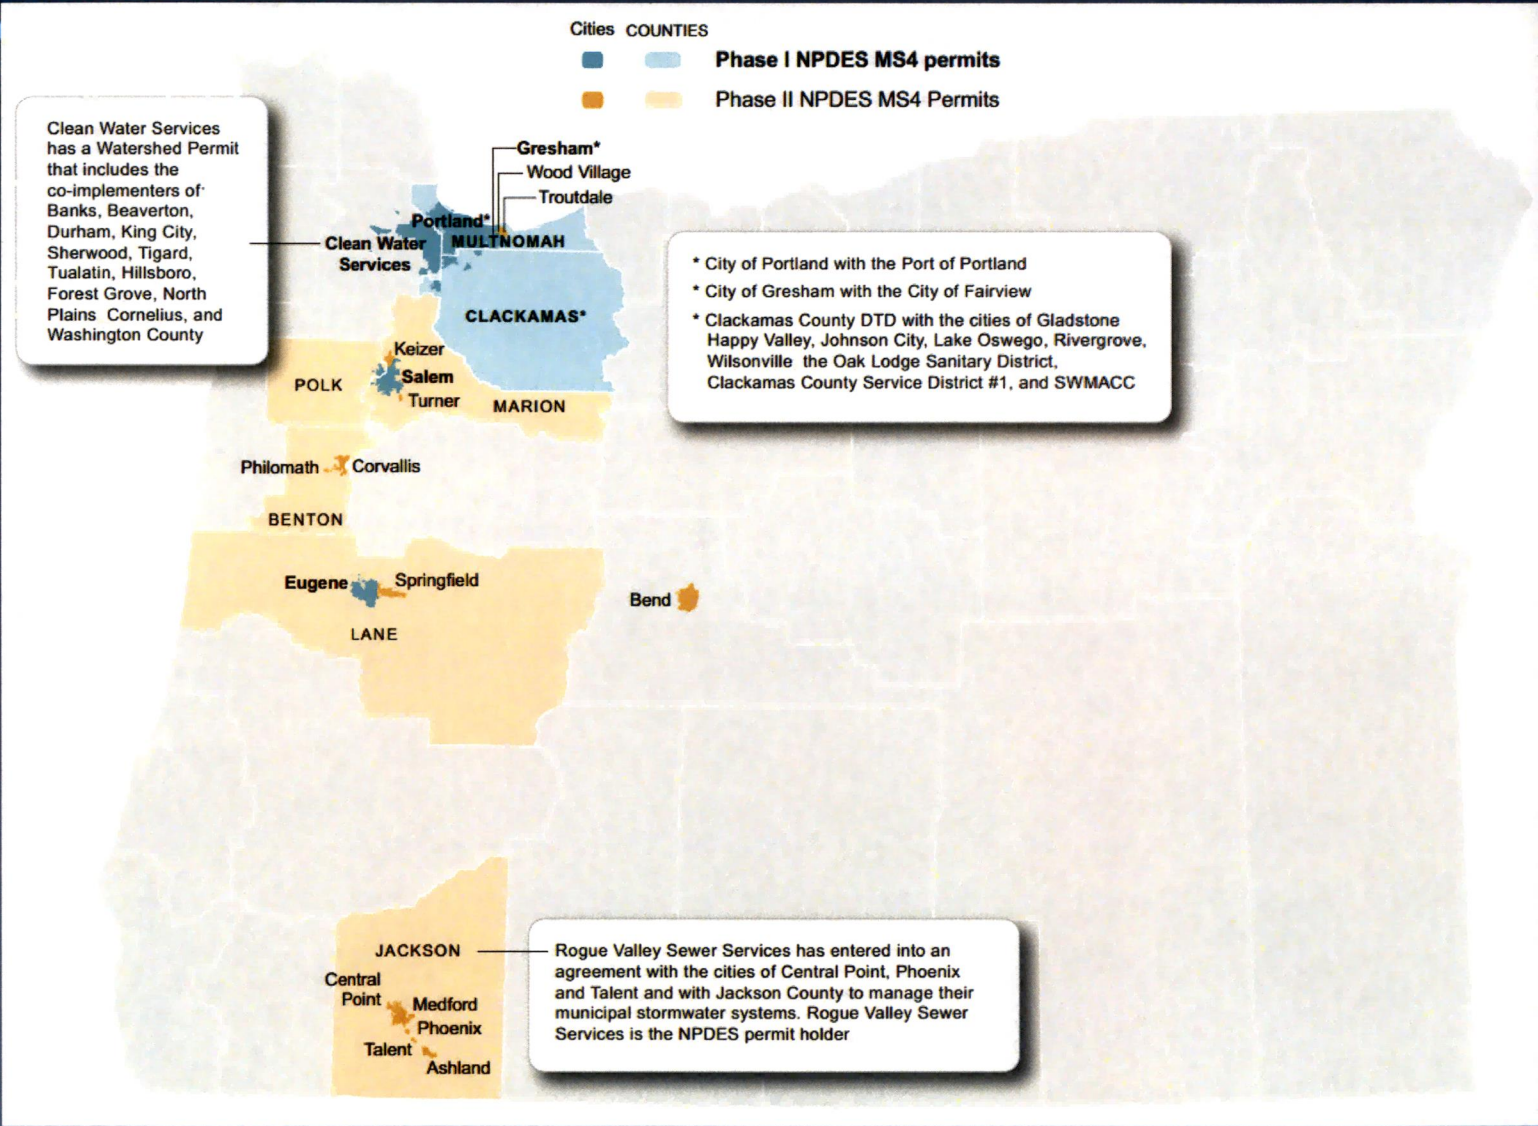 Cities COUNTIES
Phase I NPDES MS4 permits
Phase II NPDES MS4 Permits
Clean Water Services
has a Watershed Permit
that includes the
co-implementers of
Banks, Beaverton,
Durham, King City,
Sherwood, Tigard,
Tualatin, Hillsboro,
Forest Grove, North
Plains Cornelius, and
Washington County
Gresham*
Wood Village
Troutdale
Portland*
Clean Water
Services
MULTNOMAH
CLACKAMAS*
* City of Portland with the Port of Portland
* City of Gresham with the City of Fairview
* Clackamas County DTD with the cities of Gladstone
Happy Valley, Johnson City, Lake Oswego, Rivergrove,
Wilsonville the Oak Lodge Sanitary District,
Clackamas County Service District #1, and SWMACC
Keizer
POLK
Salem
Turner
MARION
Philomath
Corvallis
BENTON
Eugene
Springfield
LANE
Bend
JACKSON
Central
Point
Medford
Phoenix
Talent
Ashland
Rogue Valley Sewer Services has entered into an
agreement with the cities of Central Point, Phoenix
and Talent and with Jackson County to manage their
municipal stormwater systems. Rogue Valley Sewer
Services is the NPDES permit holder